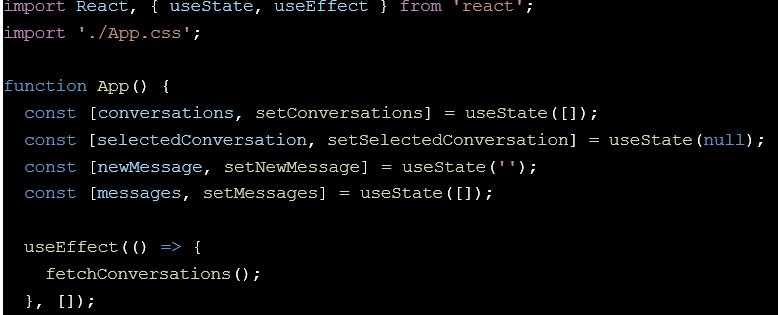 import React, { useState, useEffect } from 'react';
import './App.css';

function App() {
  const [conversations, setConversations] = useState([]);
  const [selectedConversation, setSelectedConversation] = useState(null);
  const [newMessage, setNewMessage] = useState('');
  const [messages, setMessages] = useState([]);

  useEffect(() => {
    fetchConversations();
  }, []);